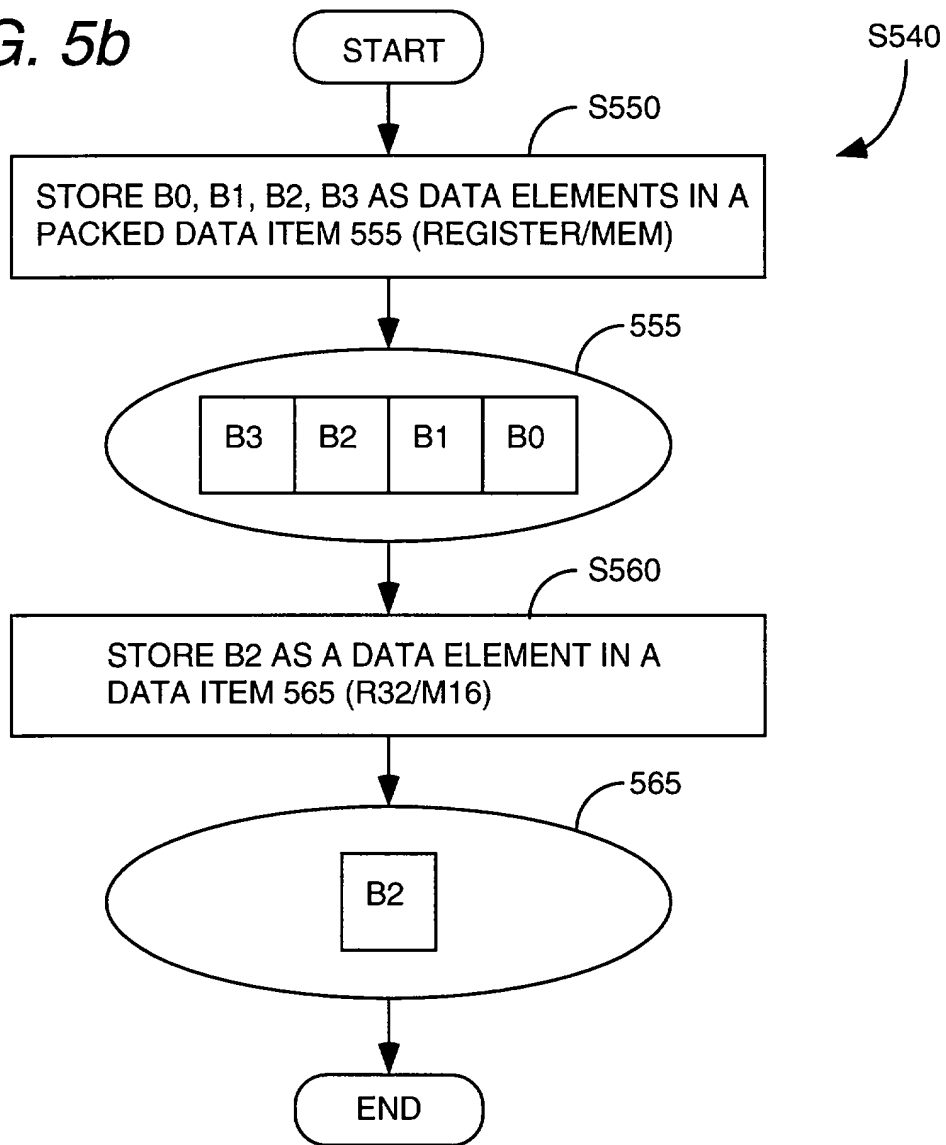 G. 5b
START
S540
S550
STORE B0, B1, B2, B3 AS DATA ELEMENTS IN A
PACKED DATA ITEM 555 (REGISTER/MEM)
555
B3 B2 B1 B0
S560
STORE B2 AS A DATA ELEMENT IN A
DATA ITEM 565 (R32/M16)
565
B2
END